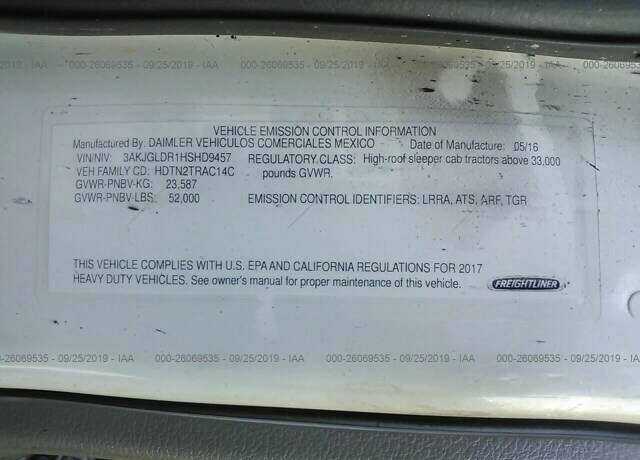 2019 - IAA 000-26069535 - 09/25/2019 - IAA 000-26069535 - 09/25/2019 - IAA 000-26069535 - 09/25/2019 - IAA
VEHICLE EMISSION CONTROL INFORMATION
Manufactured By: DAIMLER VEHICULOS COMERCIALES MEXICO Date of Manufacture: 05/16
VIN/NIV: 3AKJGLDR1HSHD9457 REGULATORY CLASS: High-roof sleeper cab tractors above 33,000
VEH FAMILY CD: HDTN2TRAC14C pounds GVWR.
GVWR-PNBV-KG: 23,587
GVWR-PNBV-LBS: 52,000 EMISSION CONTROL IDENTIFIERS: LRRA, ATS, ARF, TGR
THIS VEHICLE COMPLIES WITH U.S. EPA AND CALIFORNIA REGULATIONS FOR 2017
HEAVY DUTY VEHICLES. See owner's manual for proper maintenance of this vehicle. FREIGHTLINER
-26069535 - 09/25/2019 - IAA 000-26069535 - 09/25/2019 - IAA 000-26069535 - 09/25/2019 - IAA 000-